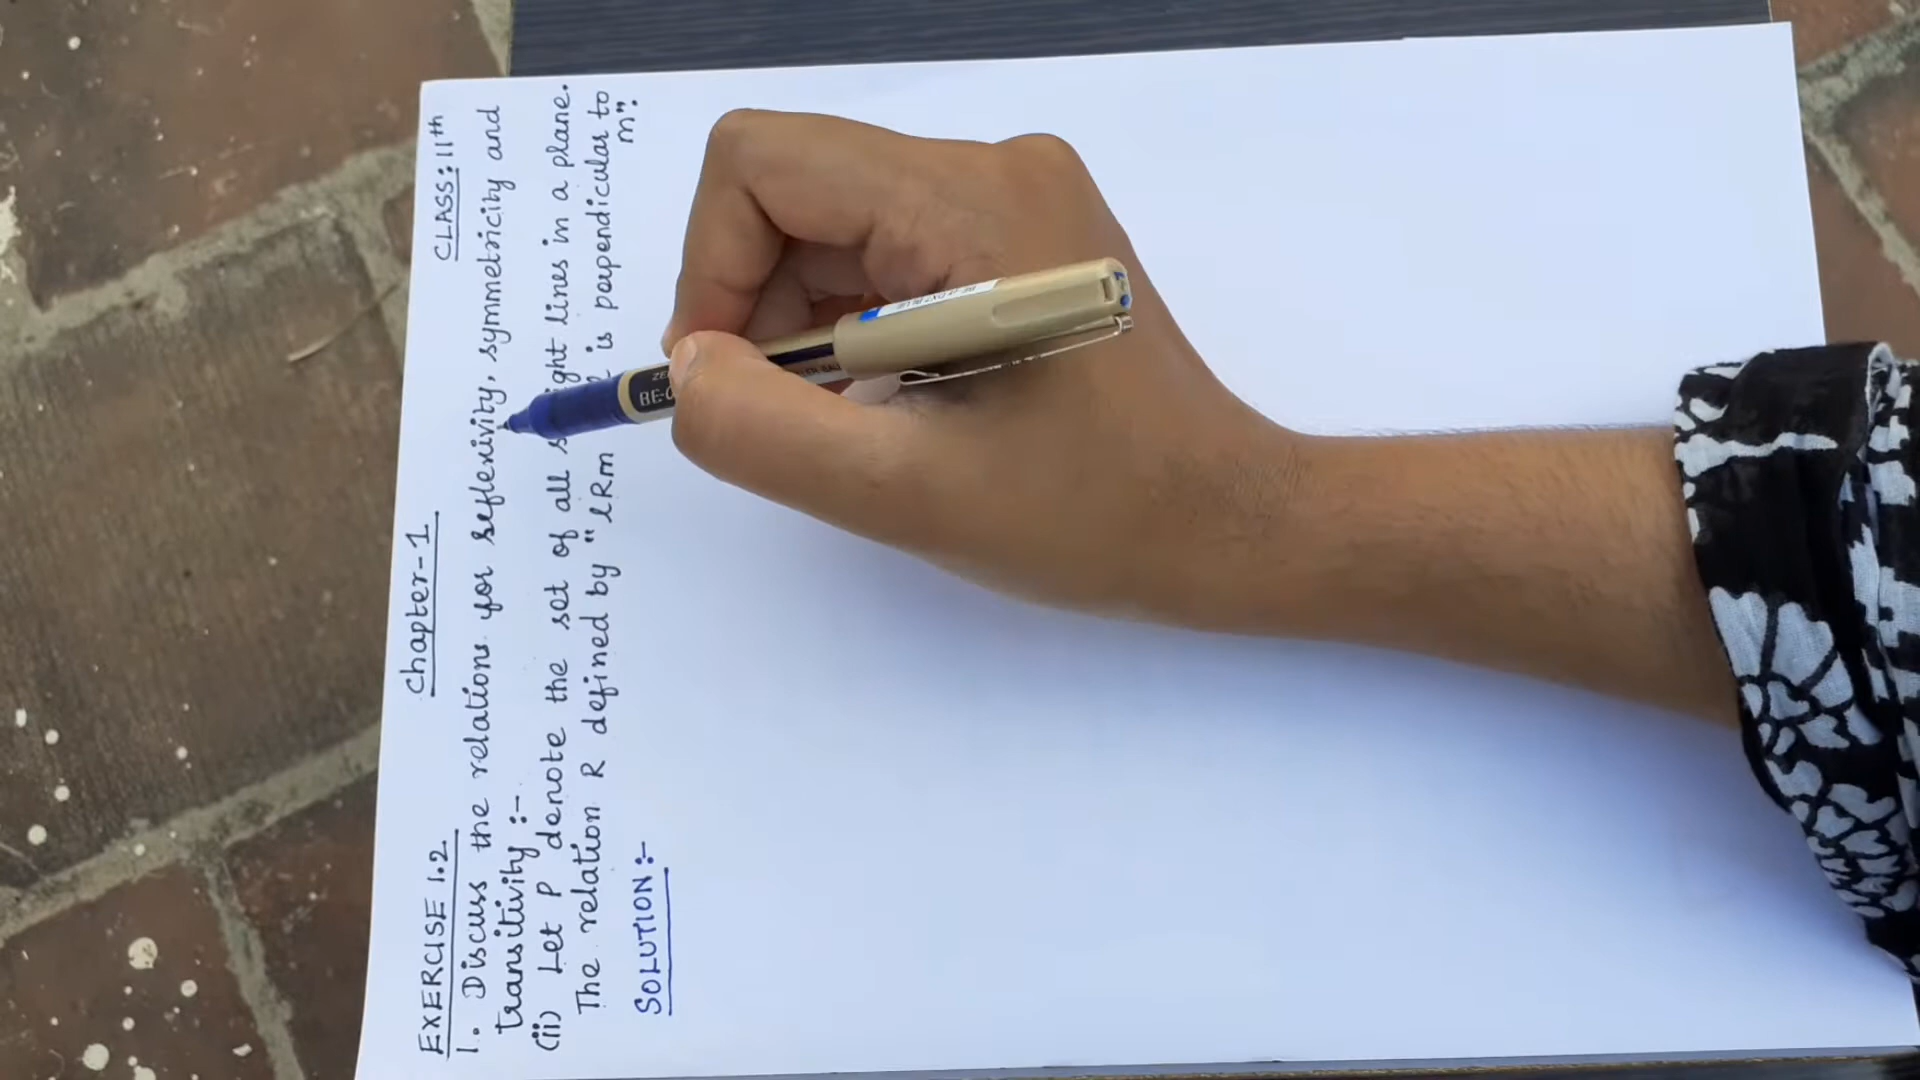 Chapter-1
CLASS: 11th
EXERCISE 1.2
1. Discuss the relations for reflexivity, symmetricity and
transitivity :-
(ii) Let P denote the set of all lines in a plane.
The relation R defined by "lRm is perpendicular to
m".
SOLUTION :-